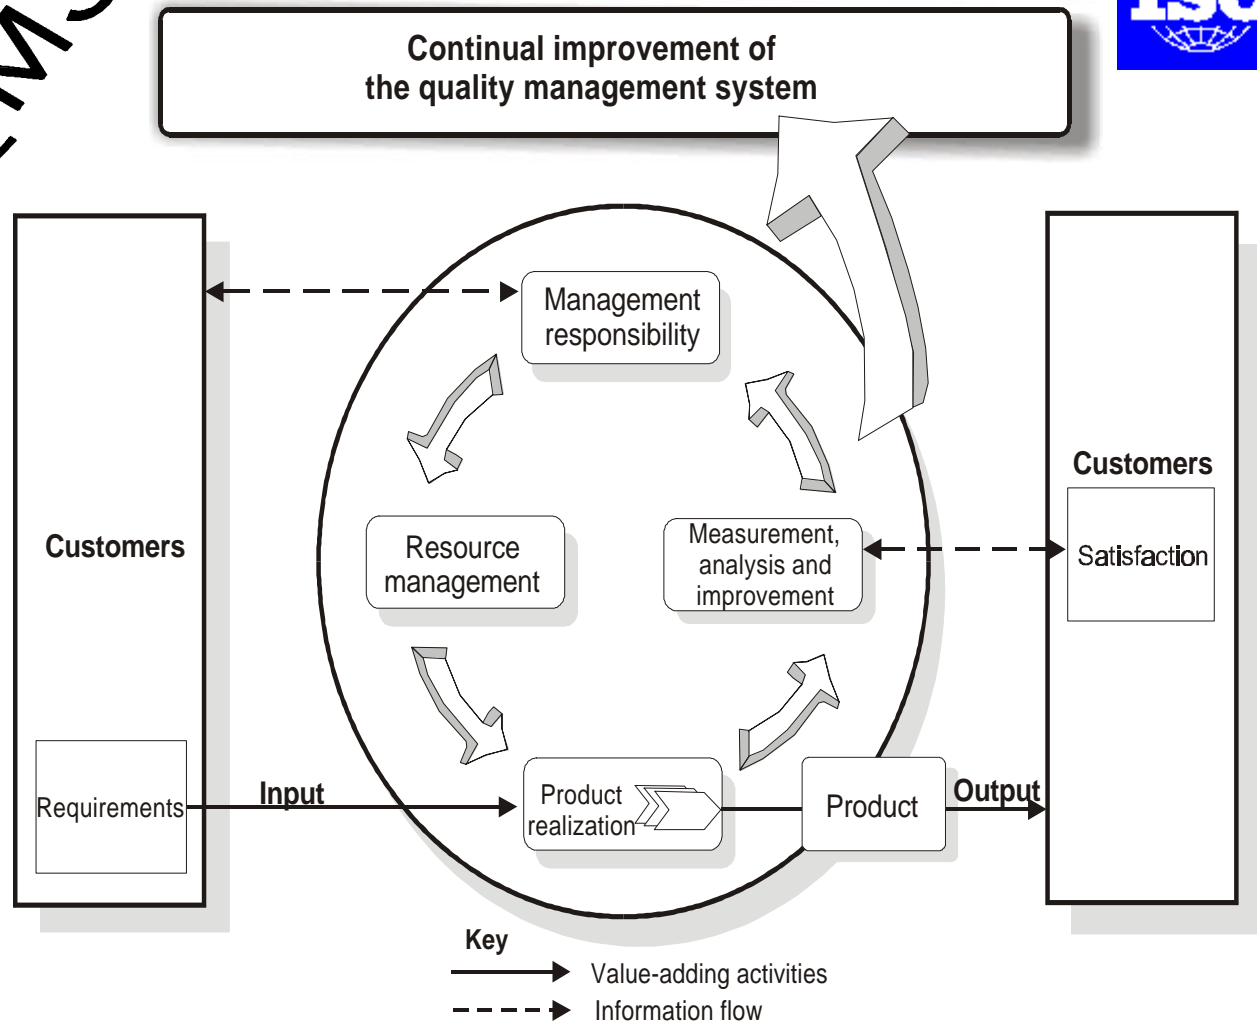 Continual improvement of
the quality management system
Management
responsibility
Customers
Resource
management
Measurement,
analysis and
improvement
Customers
Satisfaction
Requirements
Input
Product
realization
Product
Output
Key
Value-adding activities
Information flow